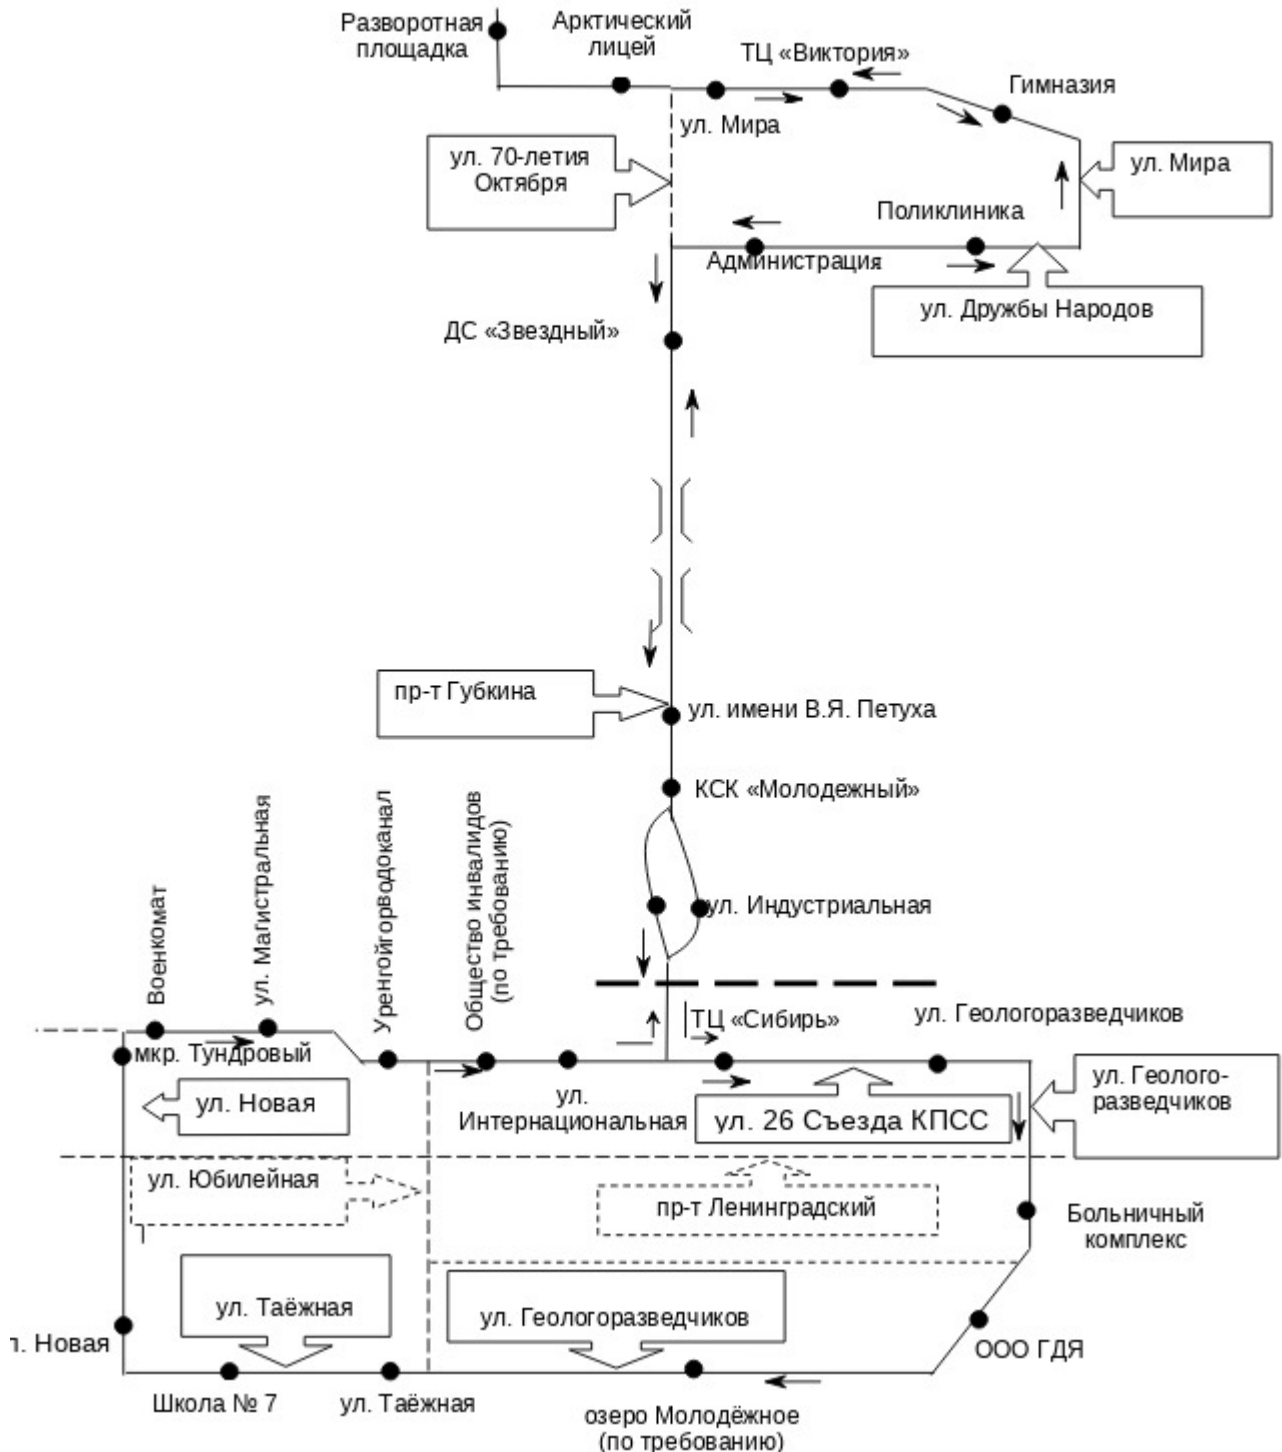 Разворотная
площадка
Арктический
лицей
ТЦ «Виктория»
Гимназия
ул. Мира
ул. 70-летия
Октября
ул. Мира
Поликлиника
Администрация
ул. Дружбы Народов
ДС «Звездный»
пр-т Губкина
ул. имени В.Я. Петуха
КСК «Молодежный»
ул. Индустриальная
Военкомат
ул. Магистральная
Уренгойгорводоканал
Общество инвалидов
(по требованию)
ТЦ «Сибирь»
ул. Геологоразведчиков
мкр. Тундровый
ул. Новая
ул.
Интернациональная
ул. 26 Съезда КПСС
ул. Геолого-
разведчиков
ул. Юбилейная
пр-т Ленинградский
Больничный
комплекс
ул. Таёжная
ул. Геологоразведчиков
л. Новая
ООО ГДЯ
Школа № 7
ул. Таёжная
озеро Молодёжное
(по требованию)